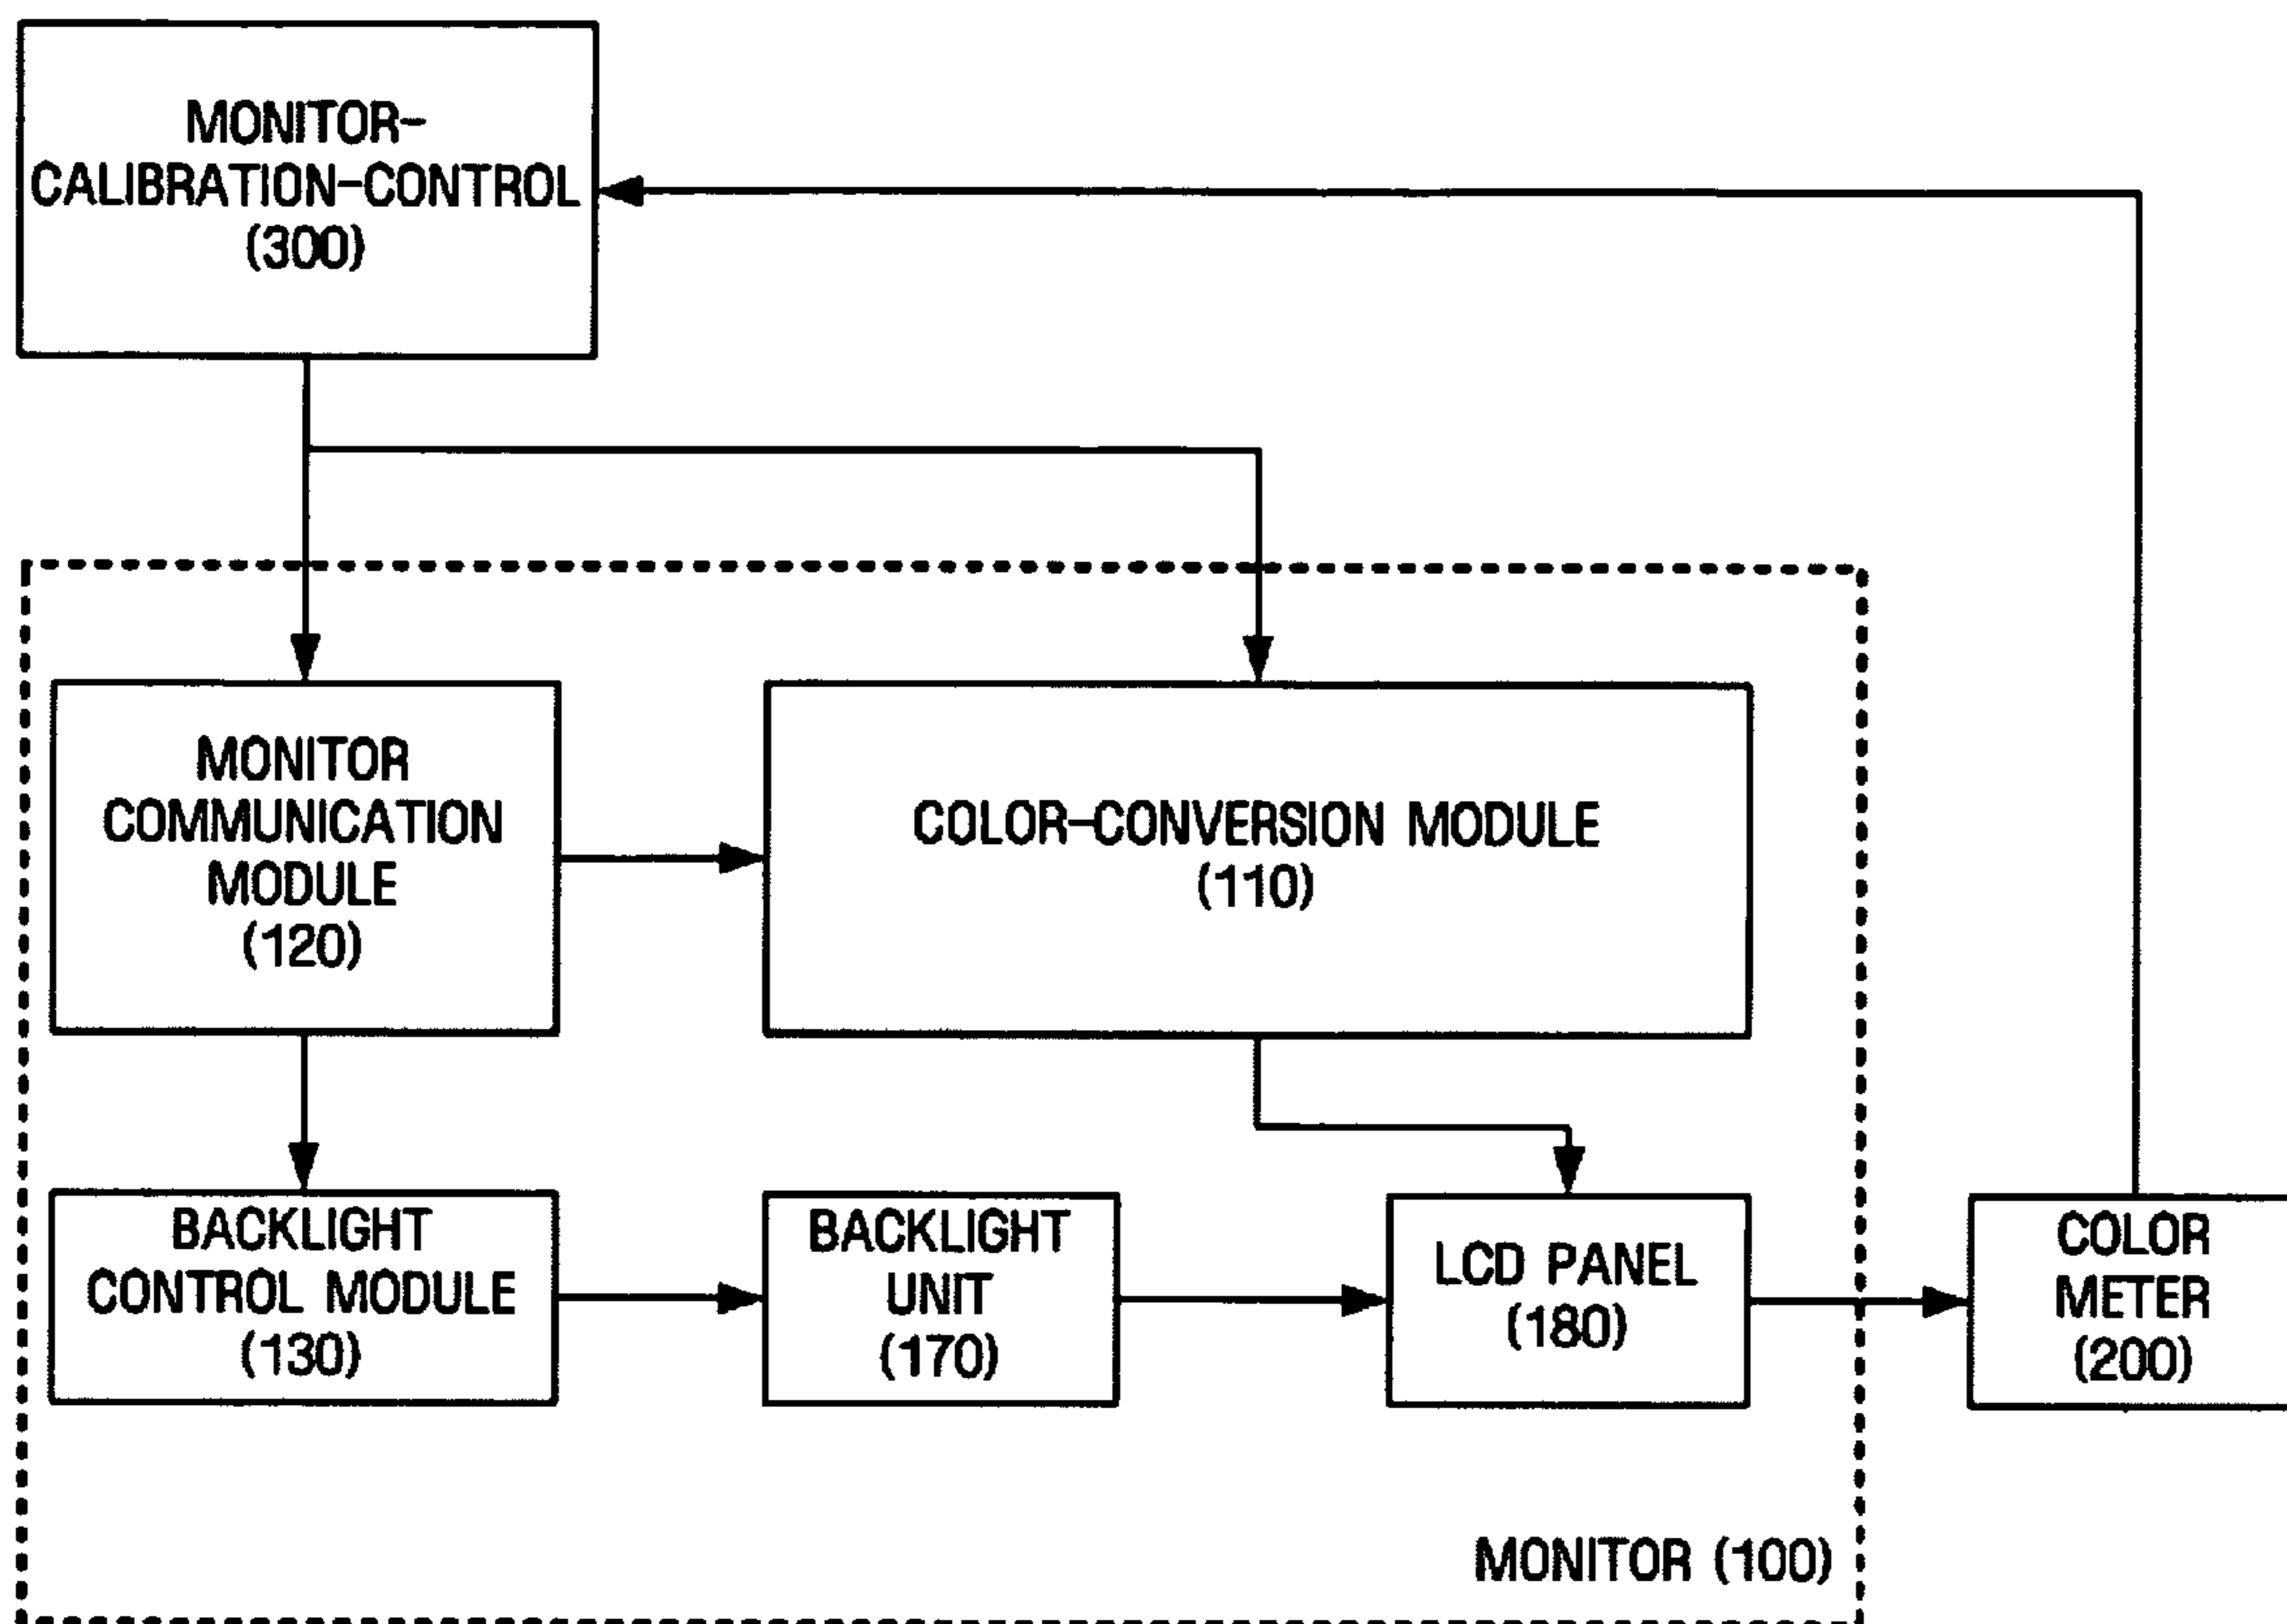 MONITOR-
CALIBRATION-CONTROL
(300)
MONITOR
COMMUNICATION
MODULE
(120)
COLOR-CONVERSION MODULE
(110)
BACKLIGHT
CONTROL MODULE
(130)
BACKLIGHT
UNIT
(170)
LCD PANEL
(180)
COLOR
METER
(200)
MONITOR (100)